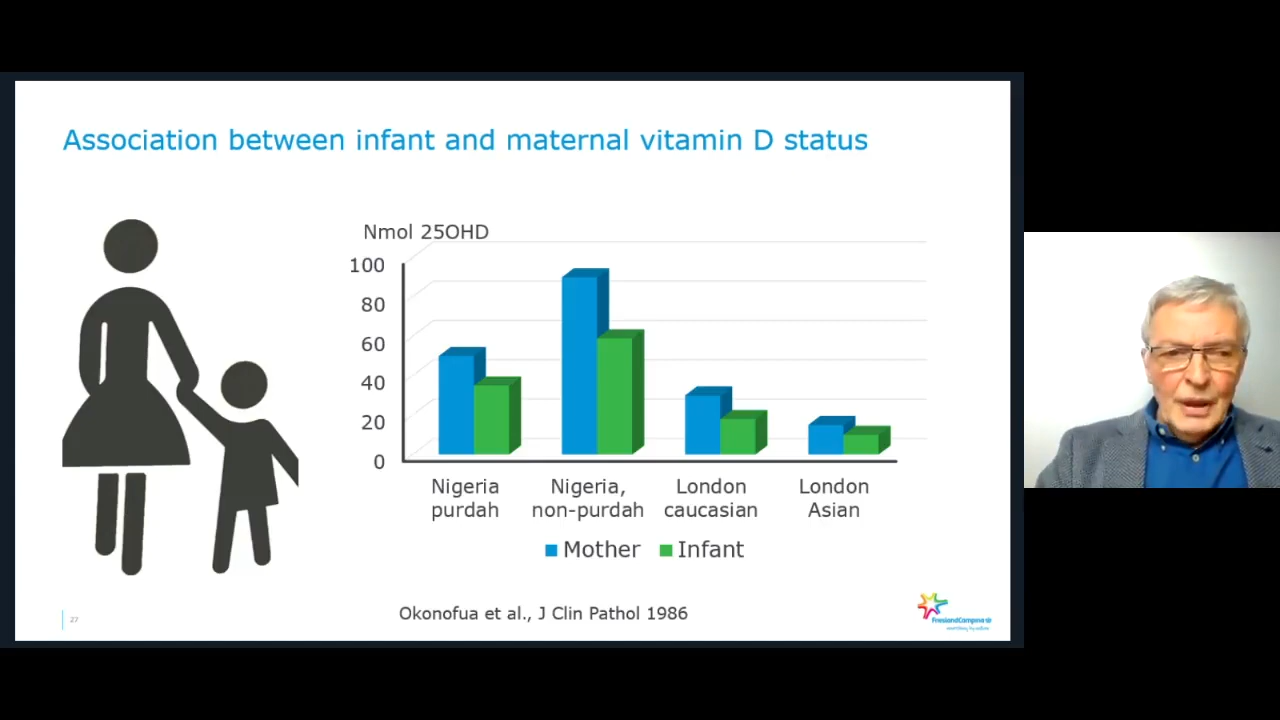 Association between infant and maternal vitamin D status
Nmol 25OHD
100
80
60
40
20
0
Nigeria purdah
Nigeria, non-purdah
London caucasian
London Asian
Mother
Infant
Okonofua et al., J Clin Pathol 1986
27
FrieslandCampina